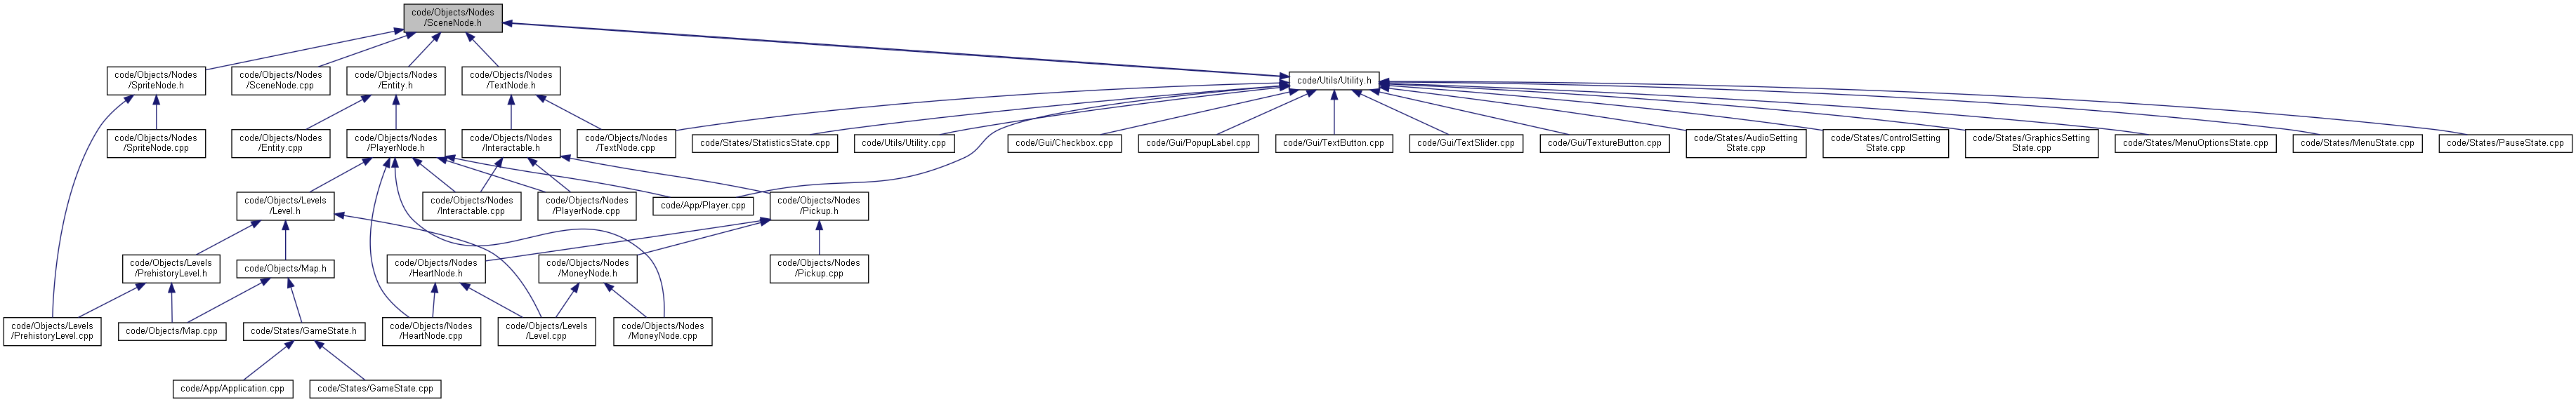 code/Objects/Nodes
/SceneNode.h
code/Objects/Nodes
/SpriteNode.h
code/Objects/Nodes
/SceneNode.cpp
code/Objects/Nodes
/Entity.h
code/Objects/Nodes
/TextNode.h
code/Utils/Utility.h
code/Objects/Nodes
/SpriteNode.cpp
code/Objects/Nodes
/Entity.cpp
code/Objects/Nodes
/PlayerNode.h
code/Objects/Nodes
/Interactable.h
code/Objects/Nodes
/TextNode.cpp
code/States/StatisticsState.cpp
code/Utils/Utility.cpp
code/Gui/Checkbox.cpp
code/Gui/PopupLabel.cpp
code/Gui/TextButton.cpp
code/Gui/TextSlider.cpp
code/Gui/TextureButton.cpp
code/States/AudioSetting
State.cpp
code/States/ControlSetting
State.cpp
code/States/GraphicsSetting
State.cpp
code/States/MenuOptionsState.cpp
code/States/MenuState.cpp
code/States/PauseState.cpp
code/Objects/Levels
/Level.h
code/Objects/Nodes
/Interactable.cpp
code/Objects/Nodes
/PlayerNode.cpp
code/App/Player.cpp
code/Objects/Nodes
/Pickup.h
code/Objects/Levels
/PrehistoryLevel.h
code/Objects/Map.h
code/Objects/Nodes
/HeartNode.h
code/Objects/Nodes
/MoneyNode.h
code/Objects/Nodes
/Pickup.cpp
code/Objects/Levels
/PrehistoryLevel.cpp
code/Objects/Map.cpp
code/States/GameState.h
code/Objects/Nodes
/HeartNode.cpp
code/Objects/Levels
/Level.cpp
code/Objects/Nodes
/MoneyNode.cpp
code/App/Application.cpp
code/States/GameState.cpp